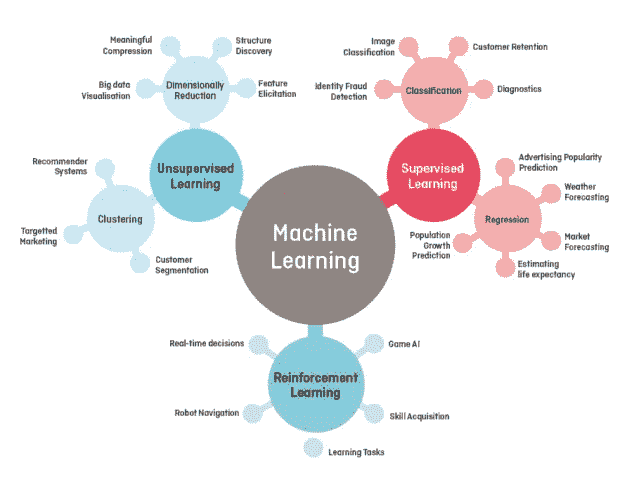 Meaningful
Compression
Structure
Discovery
Big data
Visualisation
Dimensionally
Reduction
Feature
Elicitation
Unsupervised
Learning
Recommender
Systems
Clustering
Targetted
Marketing
Customer
Segmentation
Image
Classification
Customer Retention
Identity Fraud
Detection
Classification
Diagnostics
Supervised
Learning
Advertising Popularity
Prediction
Weather
Forecasting
Regression
Population
Growth
Prediction
Market
Forecasting
Estimating
life expectancy
Machine
Learning
Real-time decisions
Game AI
Reinforcement
Learning
Robot Navigation
Skill Acquisition
Learning Tasks